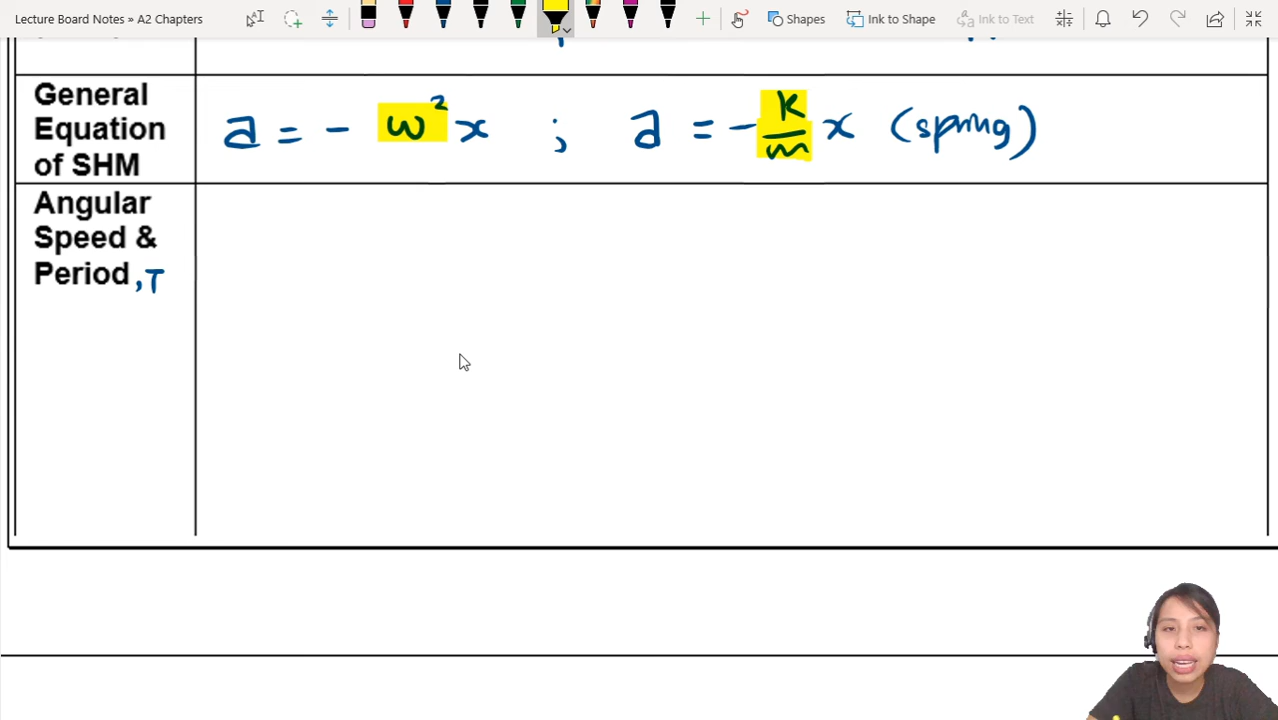 Lecture Board Notes » A2 Chapters
Shapes
Ink to Shape
Ink to Text
General
Equation
of SHM
a = - ω² x ; a = - k/m x (spring)
Angular
Speed &
Period , T